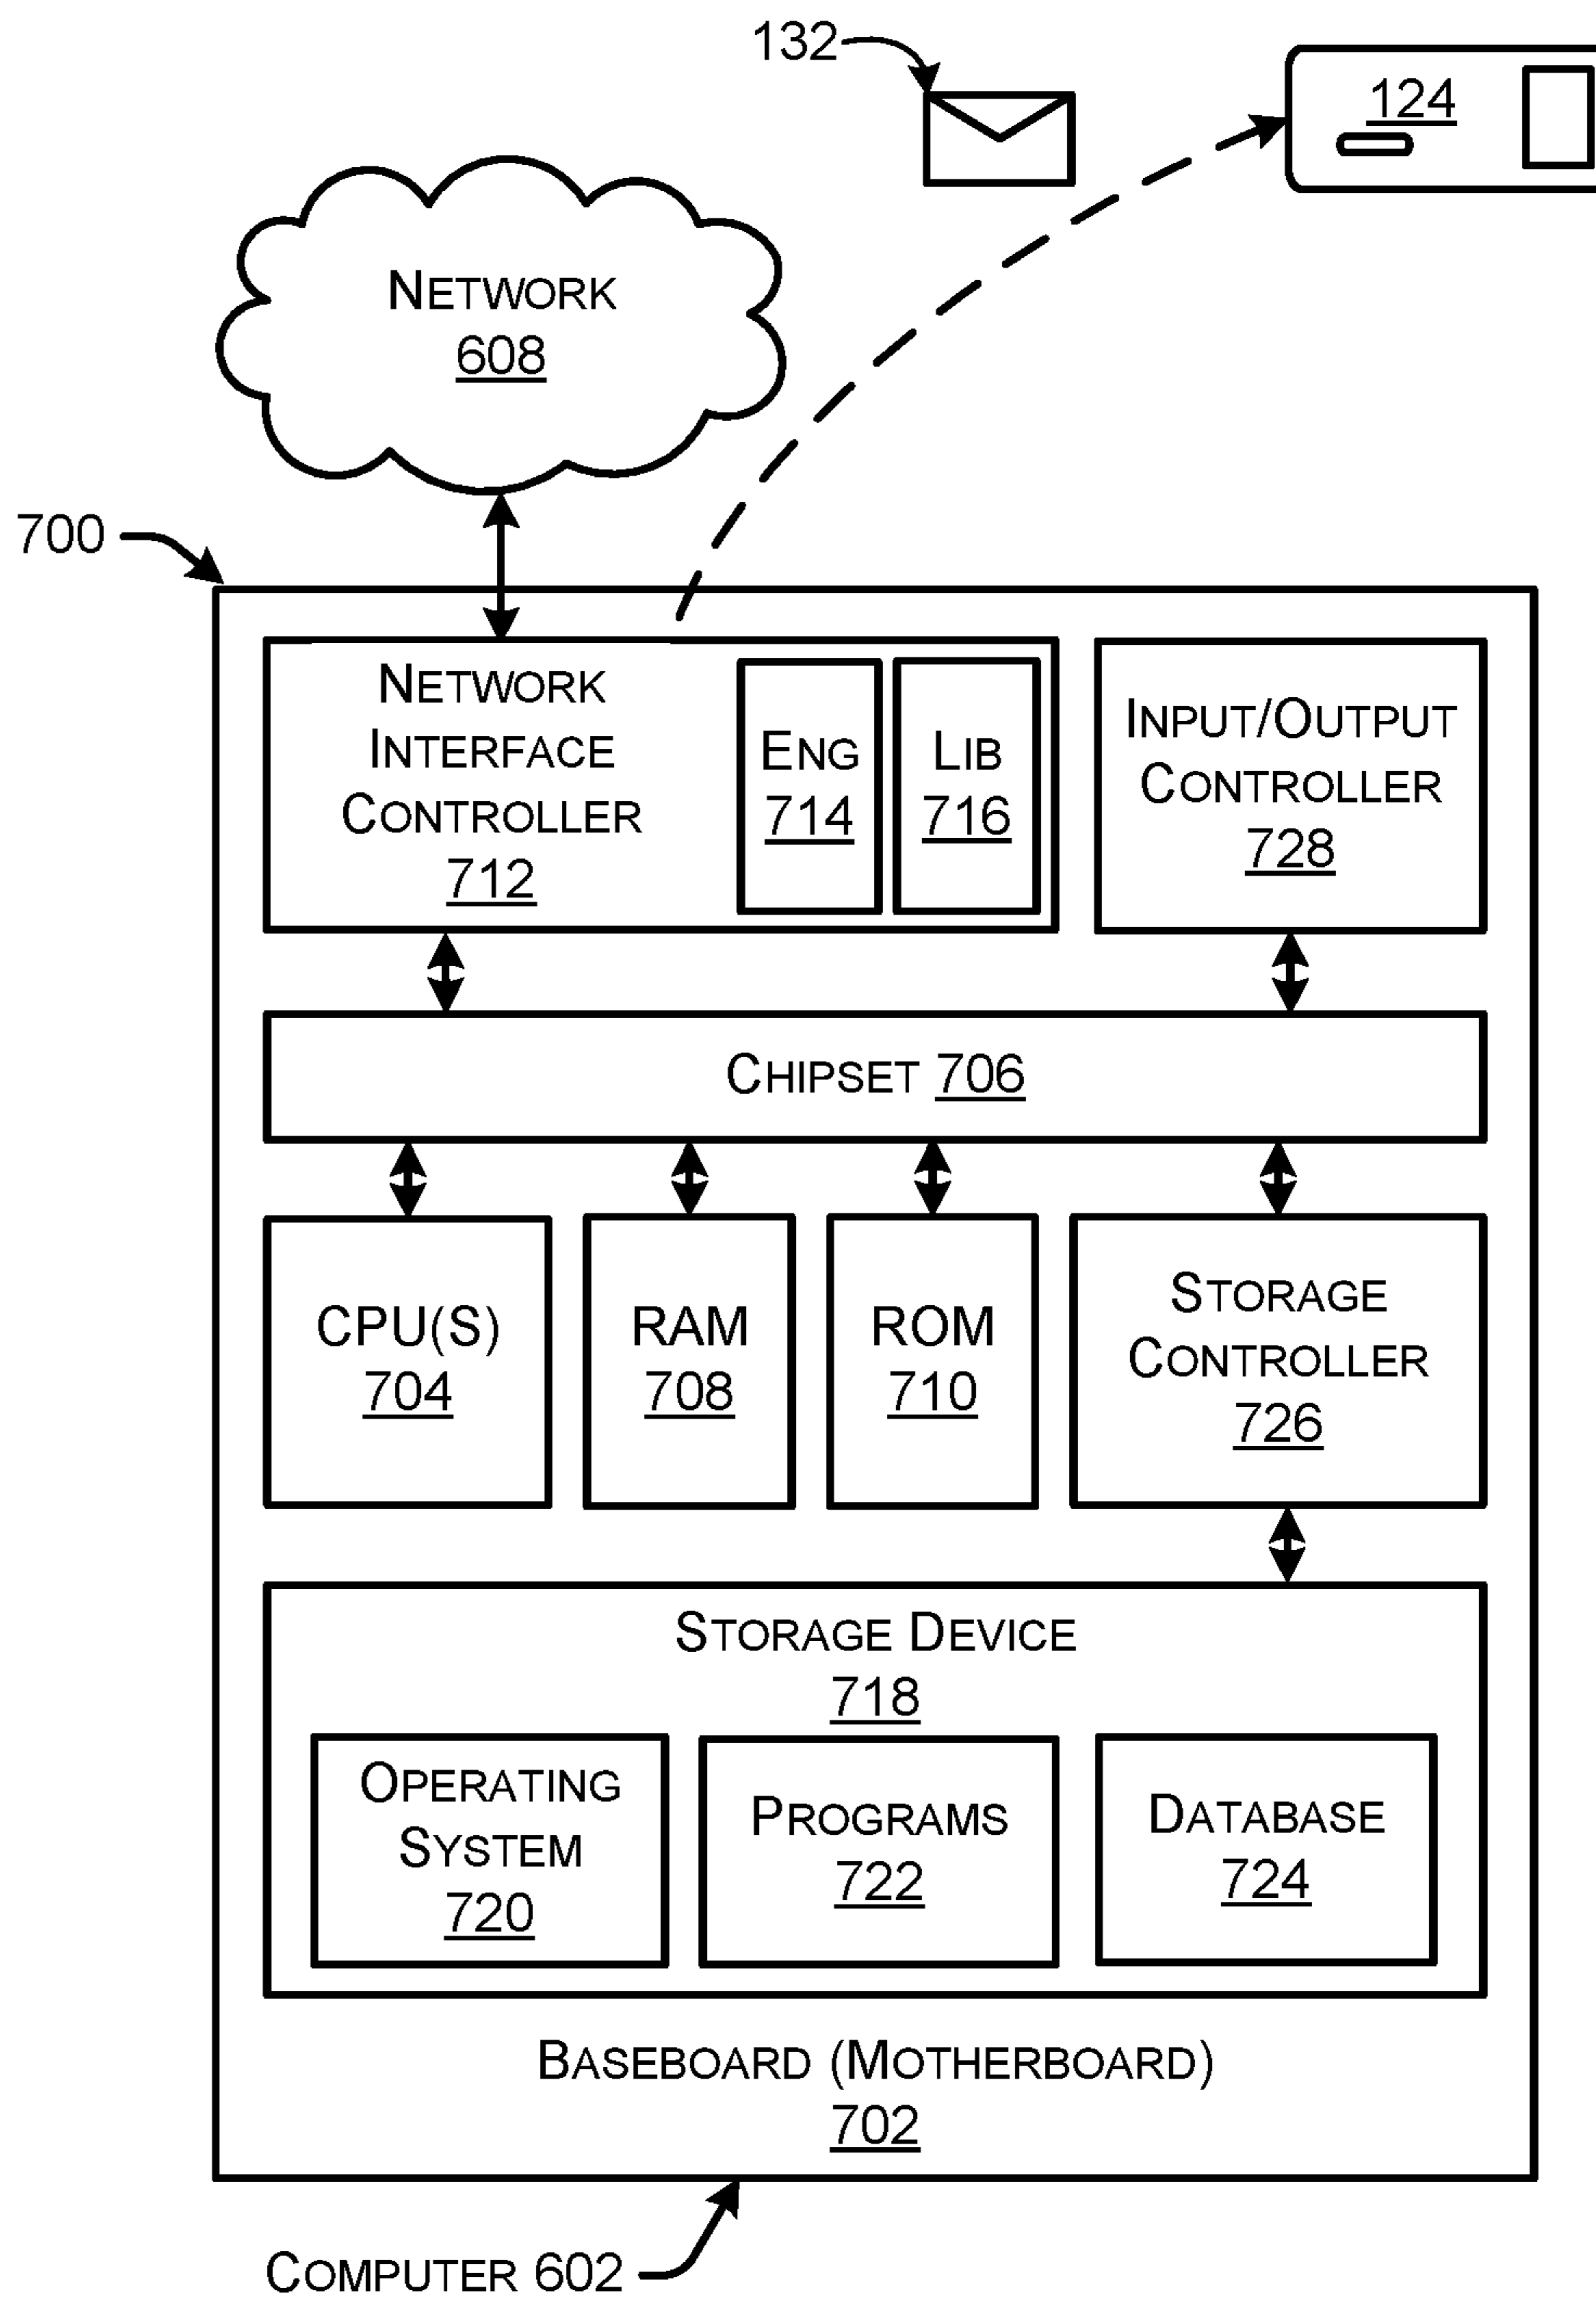 132
124
NETWORK
608
700
NETWORK
INTERFACE
CONTROLLER
712
ENG
714
LIB
716
INPUT/OUTPUT
CONTROLLER
728
CHIPSET 706
CPU(S)
704
RAM
708
ROM
710
STORAGE
CONTROLLER
726
STORAGE DEVICE
718
OPERATING
SYSTEM
720
PROGRAMS
722
DATABASE
724
BASEBOARD (MOTHERBOARD)
702
COMPUTER 602